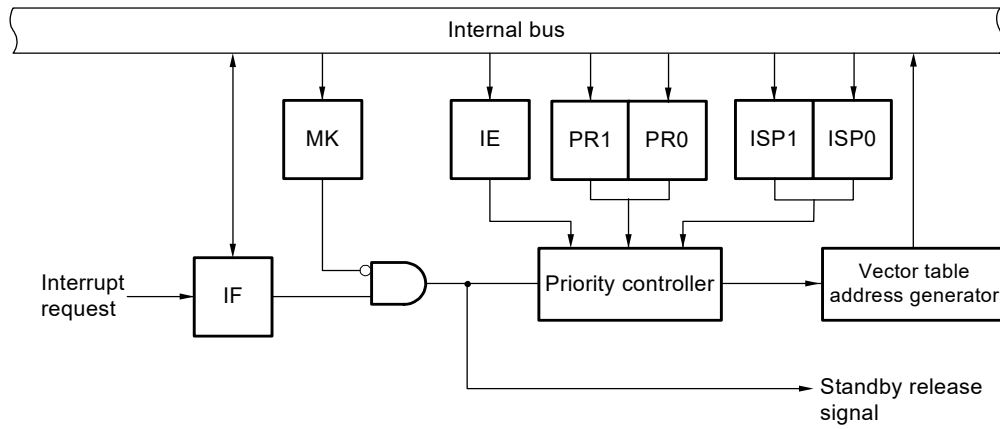 Internal bus
MK
IE
PR1
PR0
ISP1
ISP0
Interrupt
request
IF
Priority controller
Vector table
address generator
Standby release
signal